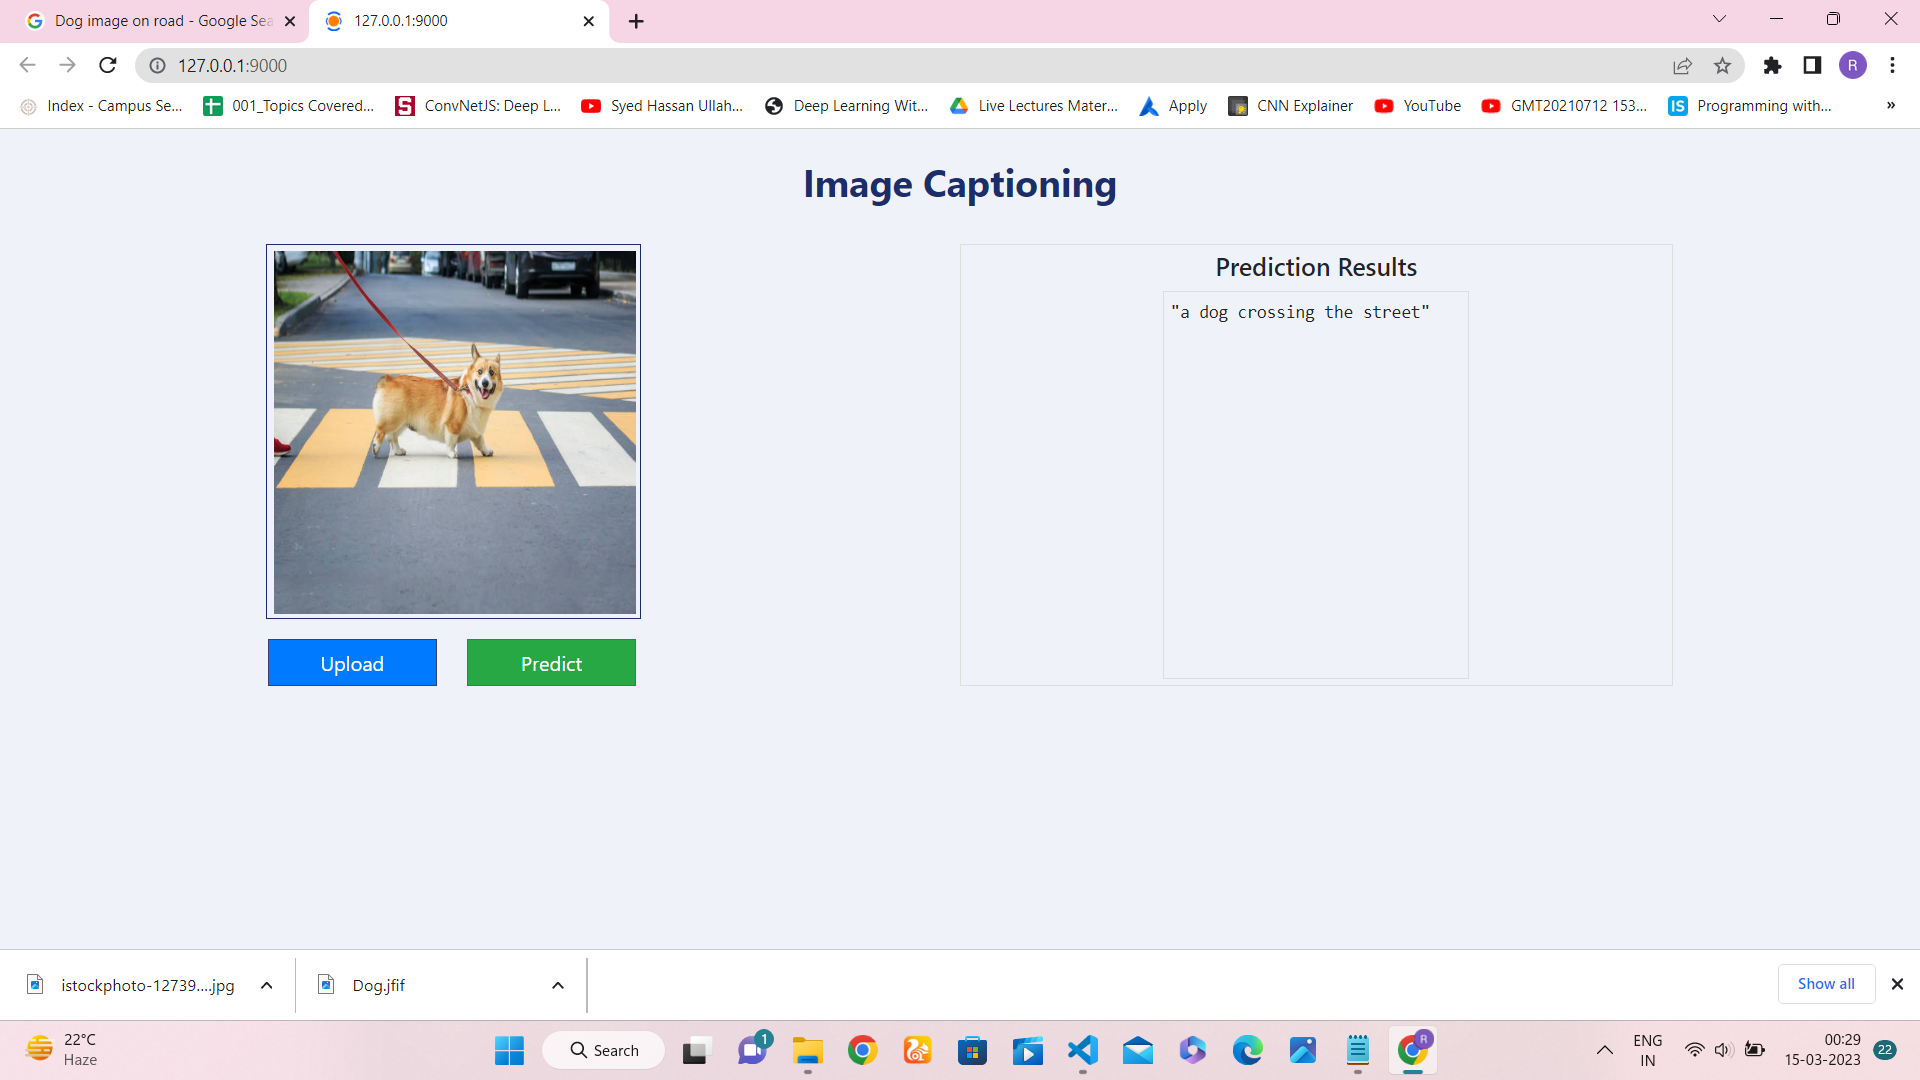 Dog image on road - Google Sea
127.0.0.1:9000
127.0.0.1:9000
R
Index - Campus Se...
001_Topics Covered...
ConvNetJS: Deep L...
Syed Hassan Ullah...
Deep Learning Wit...
Live Lectures Mater...
Apply
CNN Explainer
YouTube
GMT20210712 153...
IS
Programming with...
»
Image Captioning
Prediction Results
"a dog crossing the street"
Upload
Predict
istockphoto-12739....jpg
Dog.jfif
Show all
22°C
Haze
Search
1
R
ENG
IN
00:29
15-03-2023
22